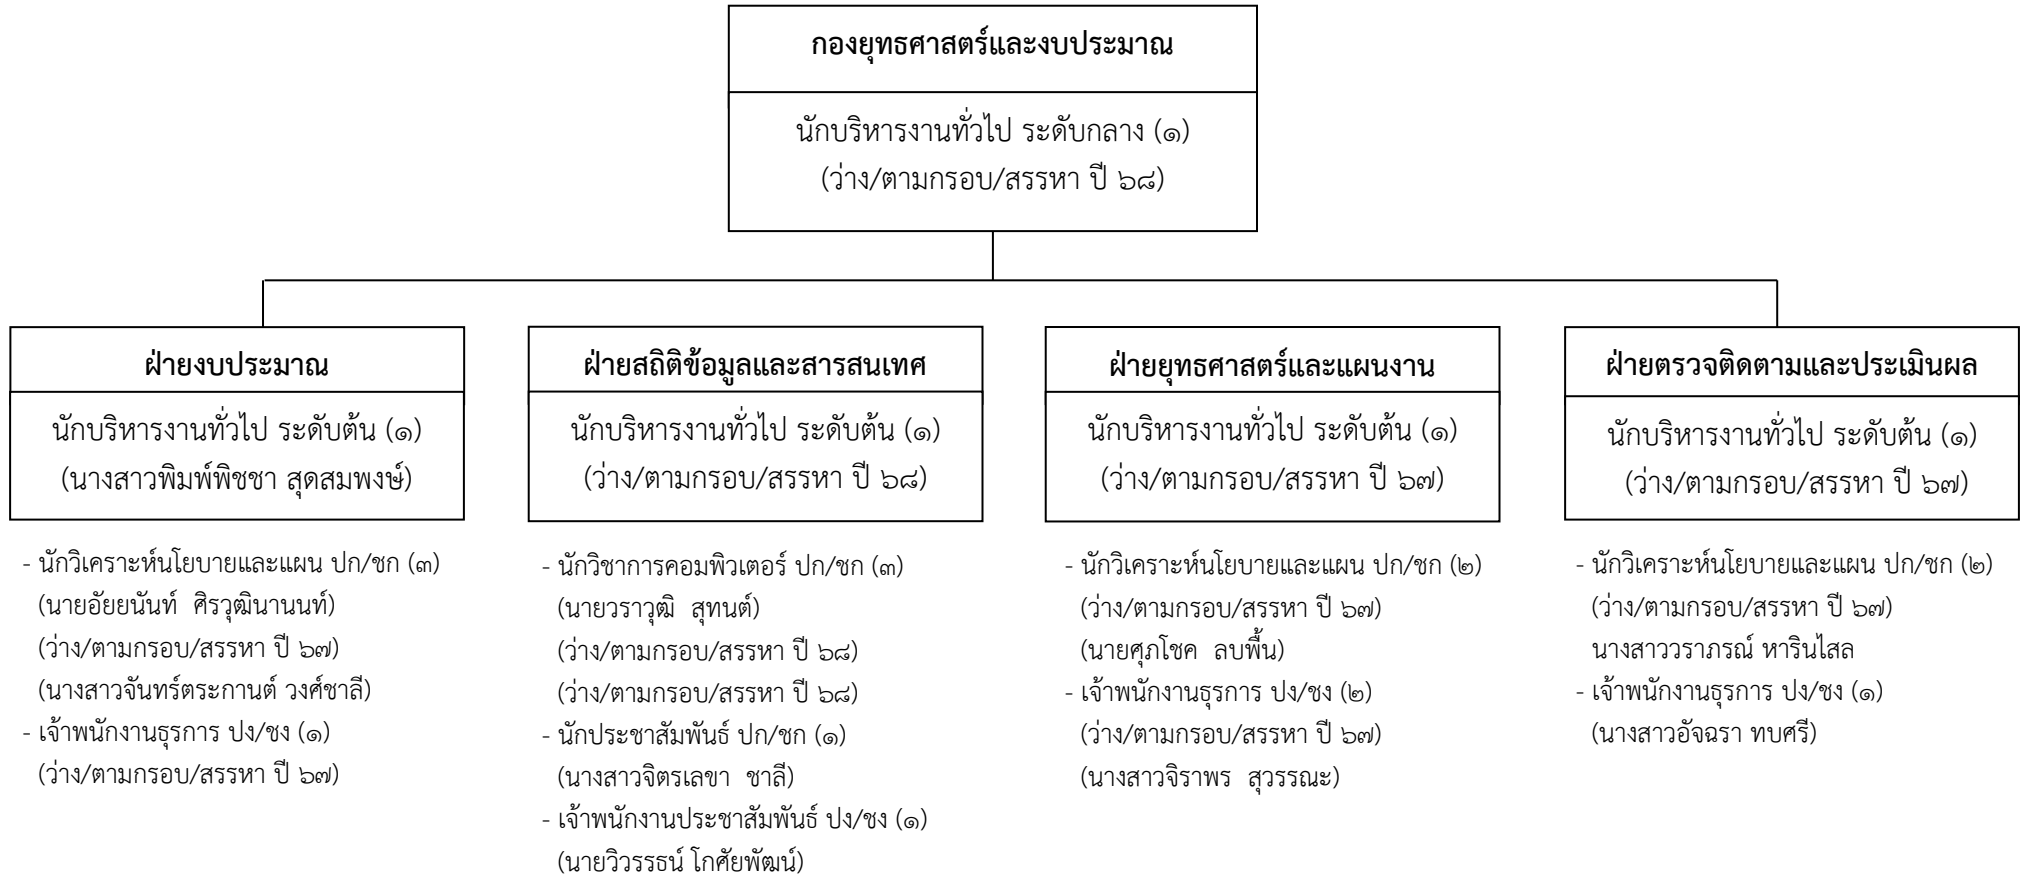 กองยุทธศาสตร์และงบประมาณ
นักบริหารงานทั่วไป ระดับกลาง (๑)
(ว่าง/ตามกรอบ/สรรหา ปี ๖๘)
ฝ่ายงบประมาณ
นักบริหารงานทั่วไป ระดับต้น (๑)
(นางสาวพิมพ์พิชชา สุดสมพงษ์)
- นักวิเคราะห์นโยบายและแผน ปก/ชก (๓)
(นายอัยยนันท์ ศิรวุฒินานนท์)
(ว่าง/ตามกรอบ/สรรหา ปี ๖๗)
(นางสาวจันทร์ตระกานต์ วงศ์ชาลี)
- เจ้าพนักงานธุรการ ปง/ชง (๑)
(ว่าง/ตามกรอบ/สรรหา ปี ๖๗)
ฝ่ายสถิติข้อมูลและสารสนเทศ
นักบริหารงานทั่วไป ระดับต้น (๑)
(ว่าง/ตามกรอบ/สรรหา ปี ๖๘)
- นักวิชาการคอมพิวเตอร์ ปก/ชก (๓)
(นายวราวุฒิ สุทนต์)
(ว่าง/ตามกรอบ/สรรหา ปี ๖๘)
(ว่าง/ตามกรอบ/สรรหา ปี ๖๘)
- นักประชาสัมพันธ์ ปก/ชก (๑)
(นางสาวจิตรเลขา ชาลี)
- เจ้าพนักงานประชาสัมพันธ์ ปง/ชง (๑)
(นายวิวรรธน์ โกศัยพัฒน์)
ฝ่ายยุทธศาสตร์และแผนงาน
นักบริหารงานทั่วไป ระดับต้น (๑)
(ว่าง/ตามกรอบ/สรรหา ปี ๖๗)
- นักวิเคราะห์นโยบายและแผน ปก/ชก (๒)
(ว่าง/ตามกรอบ/สรรหา ปี ๖๗)
(นายศุภโชค ลบพื้น)
- เจ้าพนักงานธุรการ ปง/ชง (๒)
(ว่าง/ตามกรอบ/สรรหา ปี ๖๗)
(นางสาวจิราพร สุวรรณะ)
ฝ่ายตรวจติดตามและประเมินผล
นักบริหารงานทั่วไป ระดับต้น (๑)
(ว่าง/ตามกรอบ/สรรหา ปี ๖๗)
- นักวิเคราะห์นโยบายและแผน ปก/ชก (๒)
(ว่าง/ตามกรอบ/สรรหา ปี ๖๗)
นางสาววราภรณ์ หารินไสล
- เจ้าพนักงานธุรการ ปง/ชง (๑)
(นางสาวอัจฉรา ทบศรี)